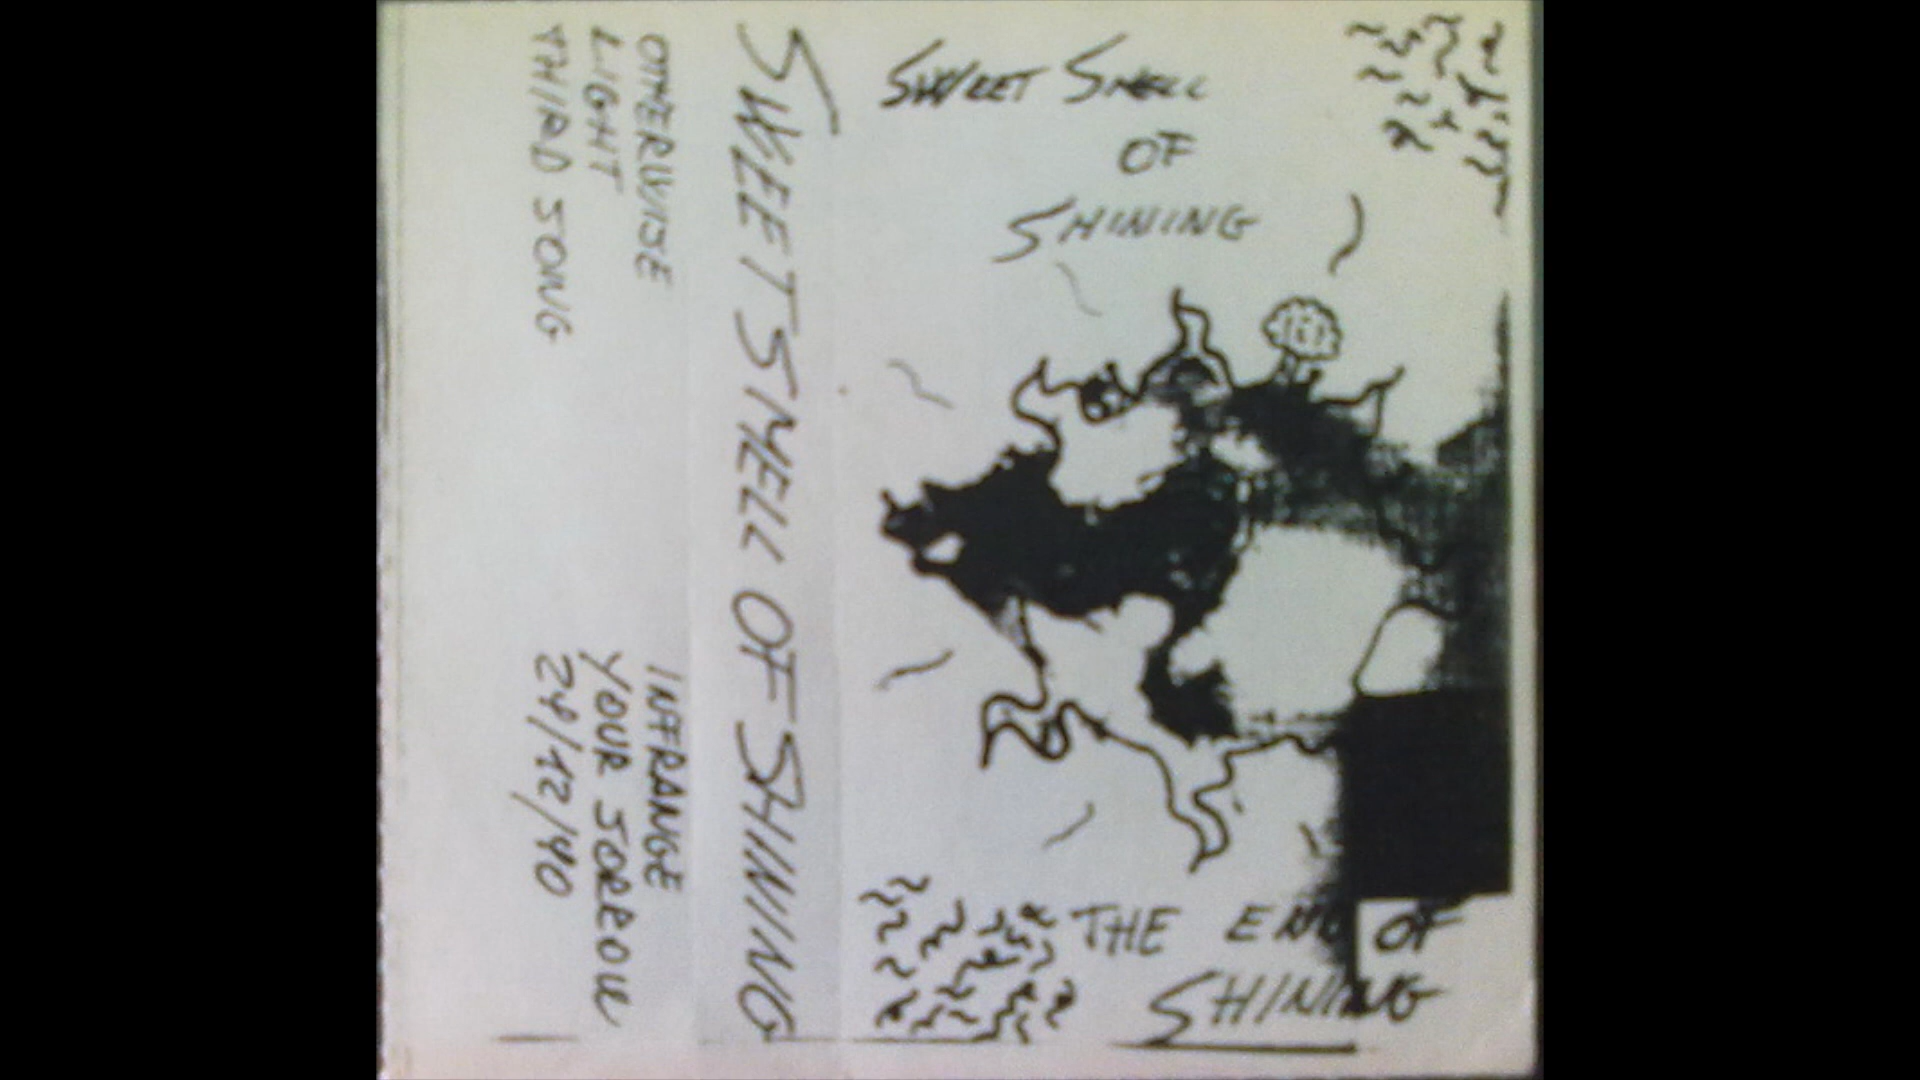 SWEET SMELL
OF
SHINING
THE END OF
SHINING
SWEET SMELL OF SHINING
OTHERWISE
LIGHT
THIRD SONG
INFRANGE
YOUR SORROW
24/12/90